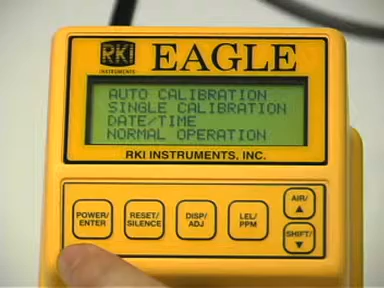 RKI EAGLE
INSTRUMENTS
AUTO CALIBRATION
SINGLE CALIBRATION
DATE/TIME
NORMAL OPERATION
RKI INSTRUMENTS, INC.
POWER/ENTER RESET/SILENCE DISP/ADJ LEL/PPM AIR/▲
SHIFT/▼